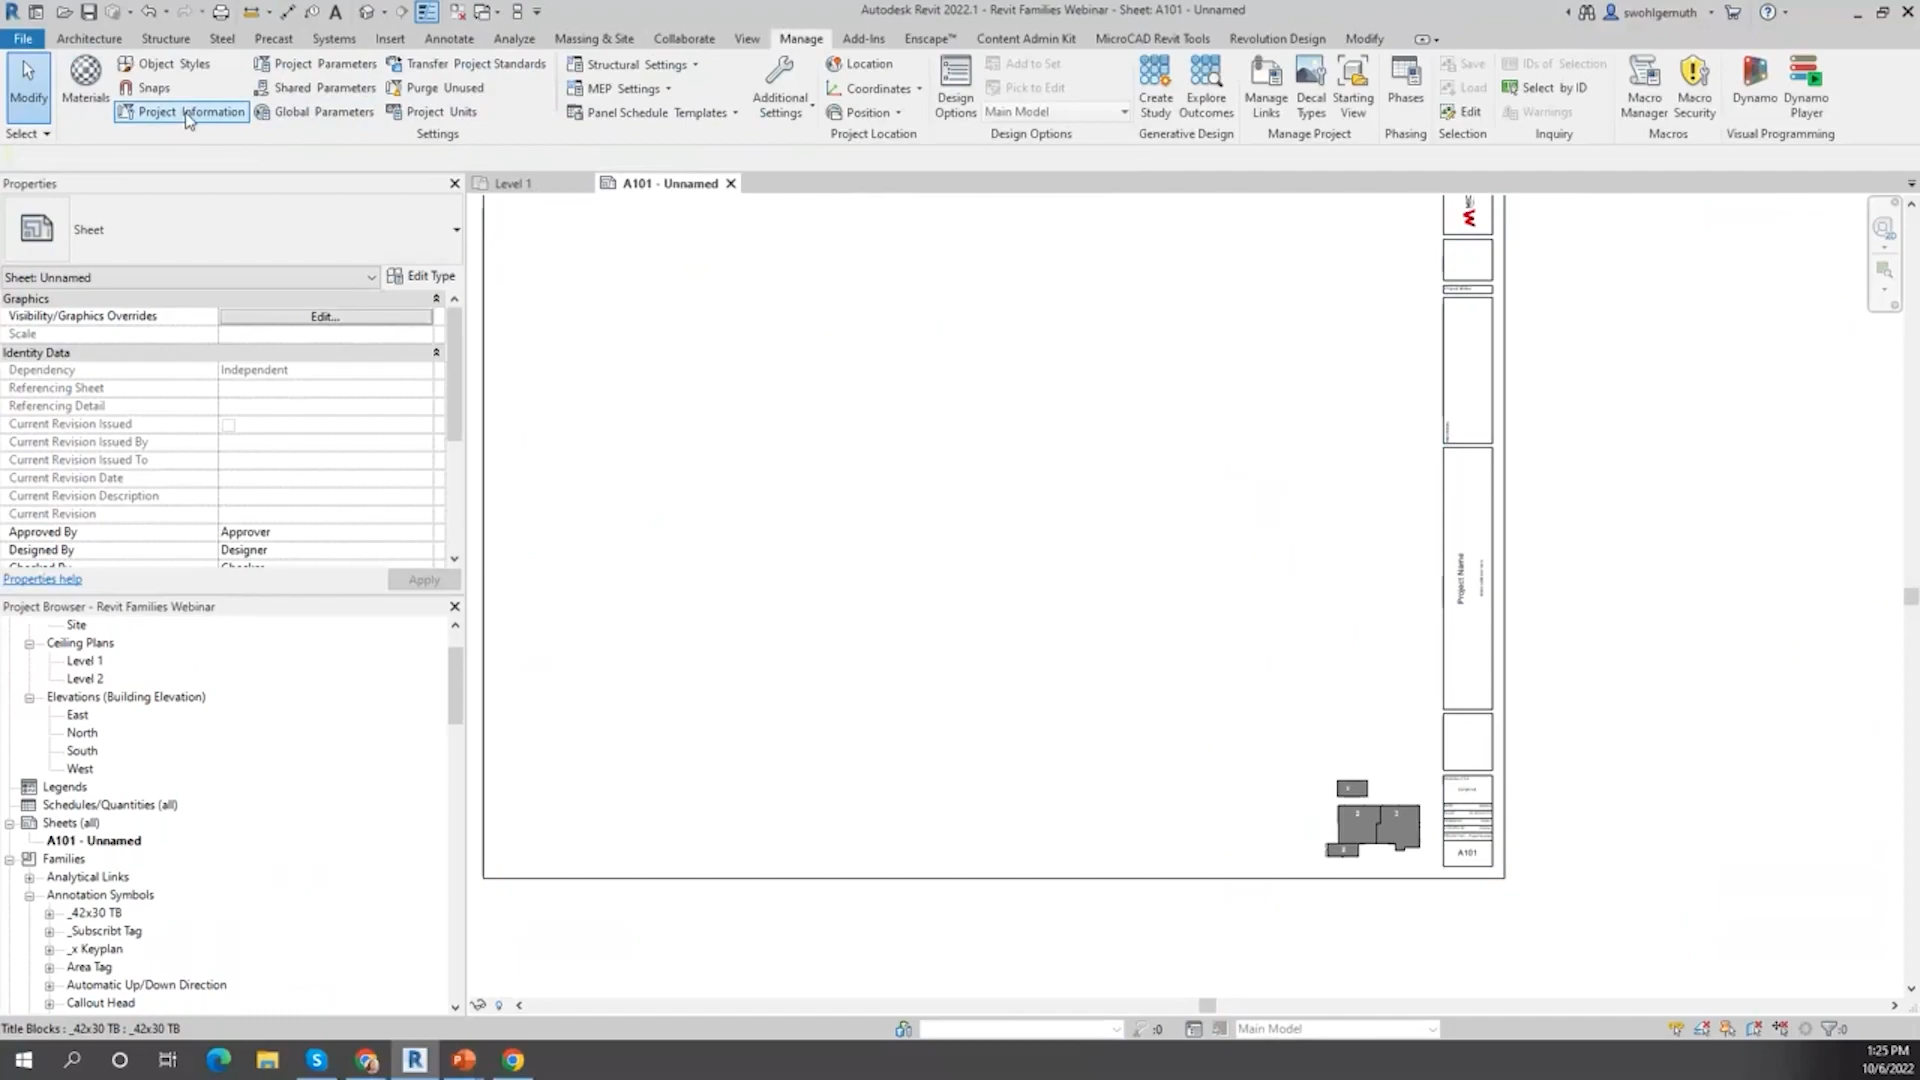 Autodesk Revit 2022.1 - Revit Families Webinar - Sheet: A101 - Unnamed
swohlgemuth
File Architecture Structure Steel Precast Systems Insert Annotate Analyze Massing & Site Collaborate View Manage Add-Ins Enscape™ Content Admin Kit MicroCAD Revit Tools Revolution Design Modify
Modify
Select
Materials
Object Styles
Snaps
Project Information
Project Parameters
Shared Parameters
Global Parameters
Transfer Project Standards
Purge Unused
Project Units
Settings
Structural Settings
MEP Settings
Panel Schedule Templates
Additional Settings
Location
Coordinates
Position
Project Location
Design Options
Add to Set
Pick to Edit
Main Model
Design Options
Create Study
Explore Outcomes
Generative Design
Manage Links
Decal Types
Starting View
Manage Project
Phases
Phasing
Save
Load
Edit
Selection
IDs of Selection
Select by ID
Warnings
Inquiry
Macro Manager
Macro Security
Macros
Dynamo
Dynamo Player
Visual Programming
Properties
Sheet
Sheet: Unnamed
Edit Type
Graphics
Visibility/Graphics Overrides Edit...
Scale
Identity Data
Dependency Independent
Referencing Sheet
Referencing Detail
Current Revision Issued
Current Revision Issued By
Current Revision Issued To
Current Revision Date
Current Revision Description
Current Revision
Approved By Approver
Designed By Designer
Checked By Checker
Properties help
Apply
Project Browser - Revit Families Webinar
Site
Ceiling Plans
Level 1
Level 2
Elevations (Building Elevation)
East
North
South
West
Legends
Schedules/Quantities (all)
Sheets (all)
A101 - Unnamed
Families
Analytical Links
Annotation Symbols
_42x30 TB
_Subscribt Tag
_x Keyplan
Area Tag
Automatic Up/Down Direction
Callout Head
Level 1
A101 - Unnamed
Project Name
A101
2D
Title Blocks : _42x30 TB : _42x30 TB
:0
Main Model
:0
1:25 PM
10/6/2022